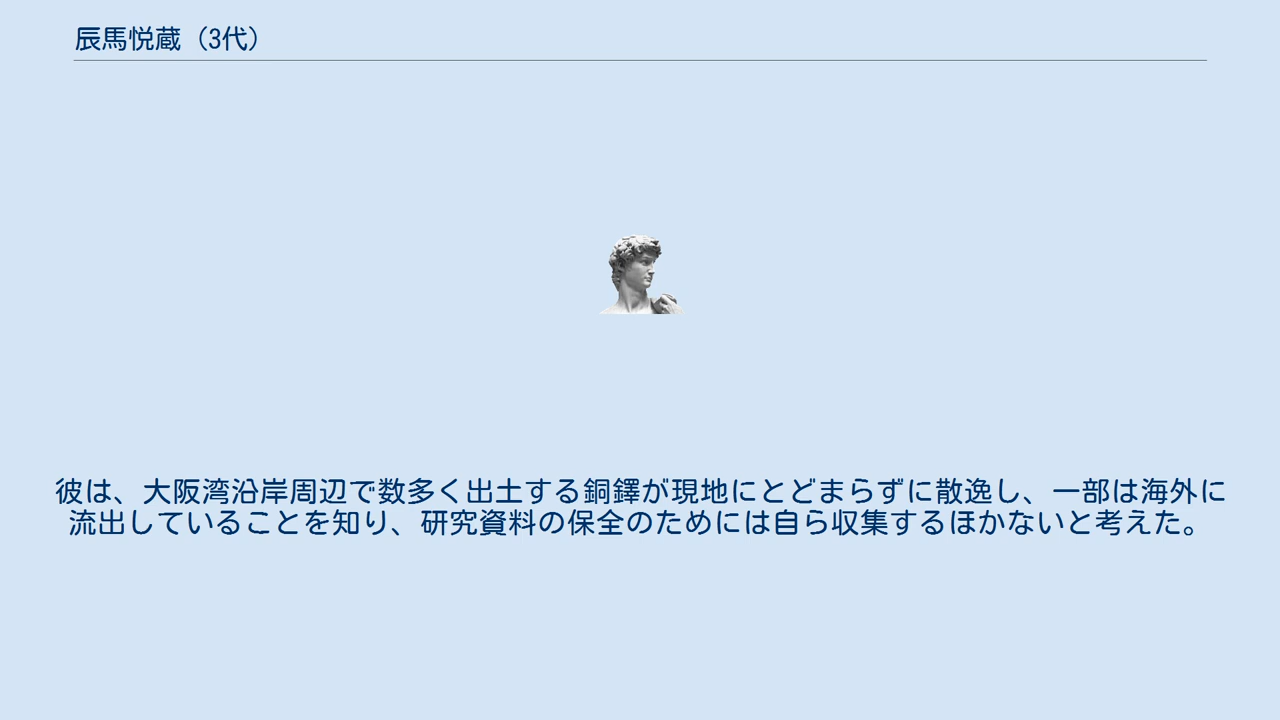 辰馬悦蔵（3代）
彼は、大阪湾沿岸周辺で数多く出土する銅鐸が現地にとどまらずに散逸し、一部は海外に
流出していることを知り、研究資料の保全のためには自ら収集するほかないと考えた。